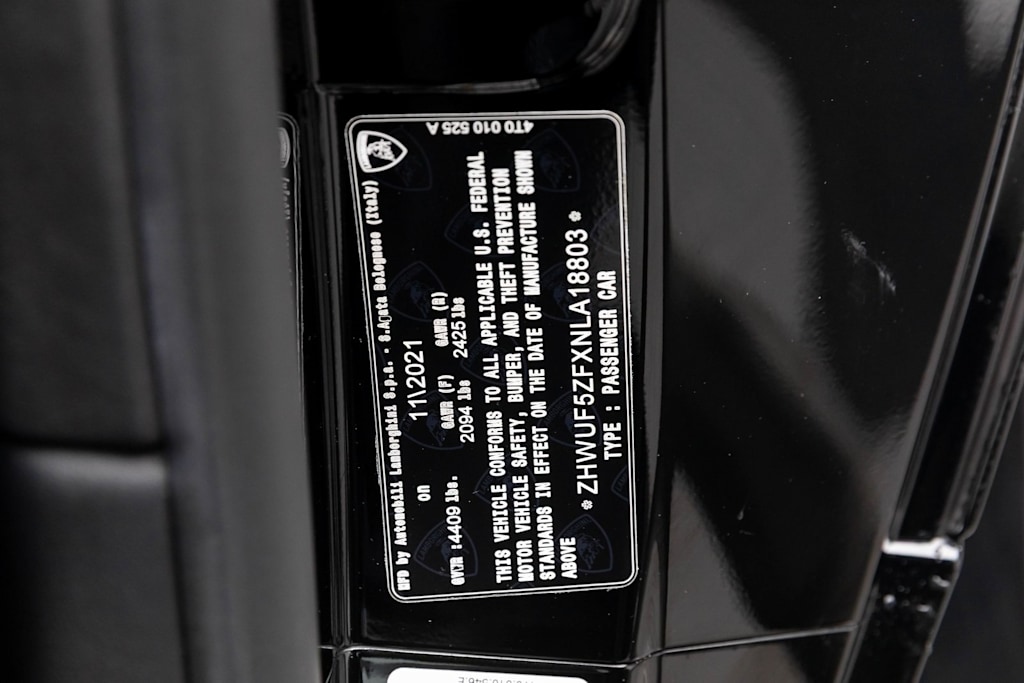 MFD by Automobili Lamborghini S.p.a. - S.Agata Bolognese (Italy)
on 11\2021
GVWR :4409 lbs. GAWR (F) 2094 lbs GAWR (R) 2425 lbs
THIS VEHICLE CONFORMS TO ALL APPLICABLE U.S. FEDERAL
MOTOR VEHICLE SAFETY, BUMPER, AND THEFT PREVENTION
STANDARDS IN EFFECT ON THE DATE OF MANUFACTURE SHOWN
ABOVE
* ZHWUF5ZFXNLA18803 *
TYPE : PASSENGER CAR
4T0 010 525 A